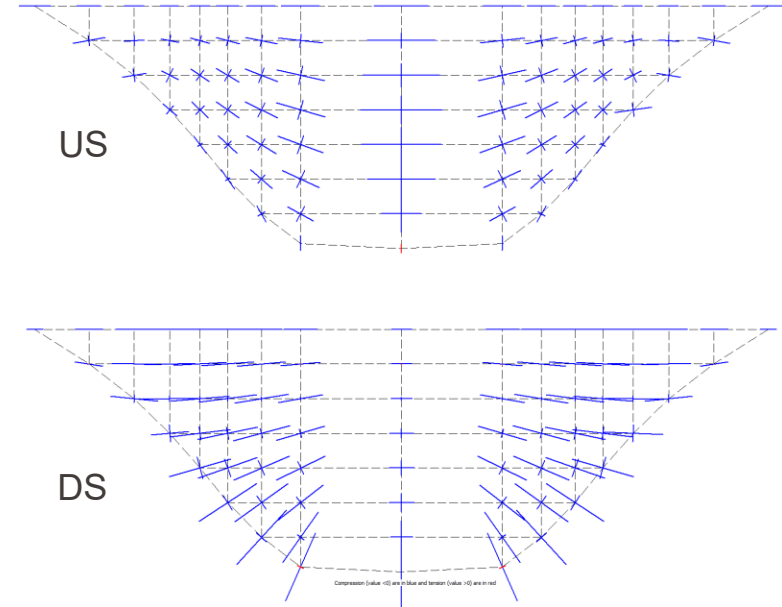 US
DS
Compression (value <0) are in blue and tension (value >0) are in red